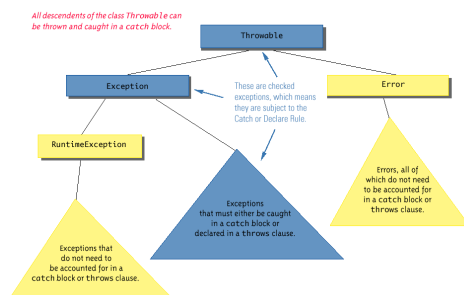 All descendents of the class Throwable can
be thrown and caught in a catch block.
Throwable
Exception
These are checked
exceptions, which means
they are subject to the
Catch or Declare Rule.
Error
RuntimeException
Errors, all of
which do not need
to be accounted for
in a catch block or
throws clause.
Exceptions
that must either be caught
in a catch block or
declared in a throws clause.
Exceptions that
do not need to
be accounted for in a
catch block or throws clause.